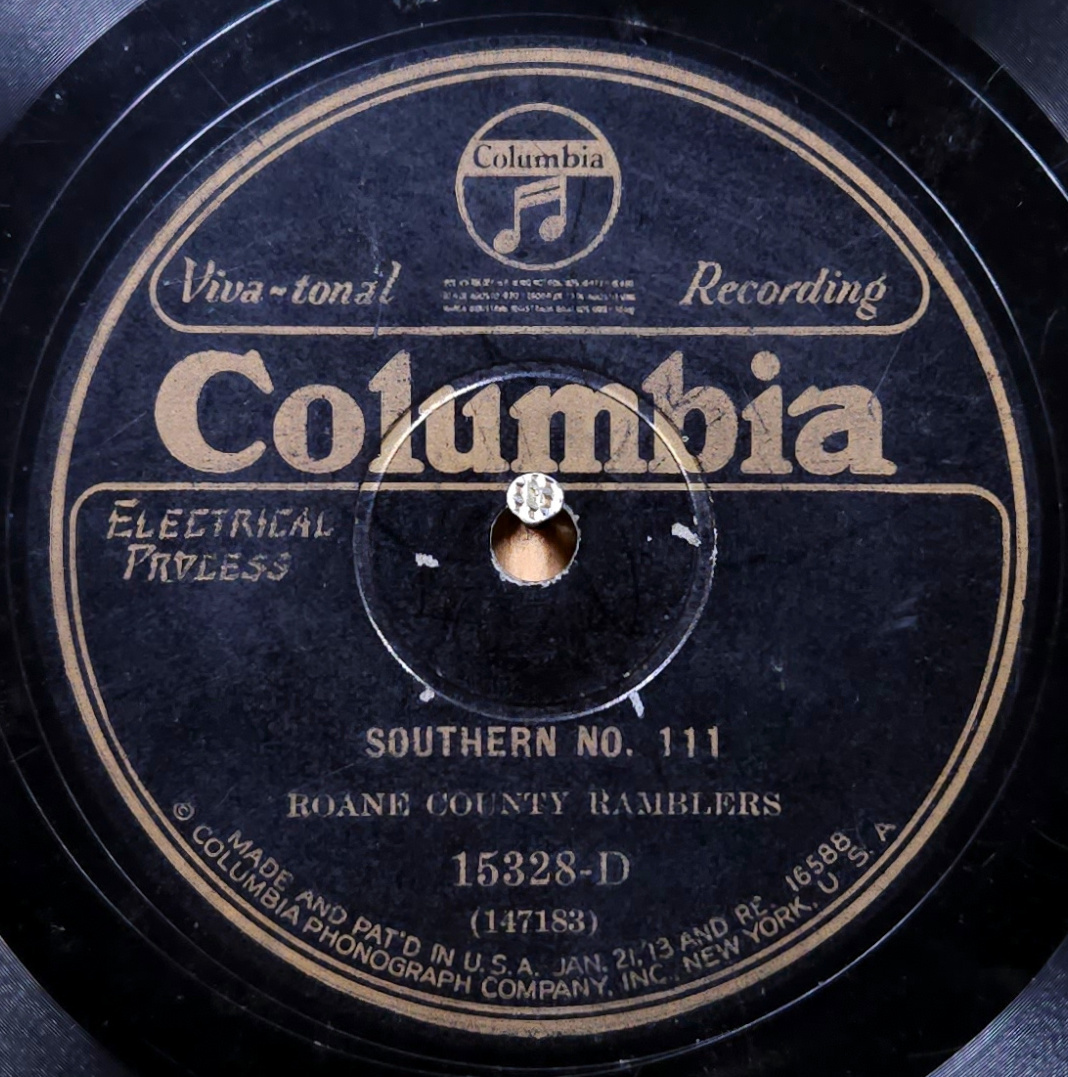 Columbia
Viva-tonal Recording
Columbia
ELECTRICAL
PROCESS
SOUTHERN NO. 111
ROANE COUNTY RAMBLERS
15328-D
(147183)
MADE AND PAT'D IN U.S.A. JAN. 21, '13 AND RE. 16588
© COLUMBIA PHONOGRAPH COMPANY, INC., NEW YORK, U.S.A